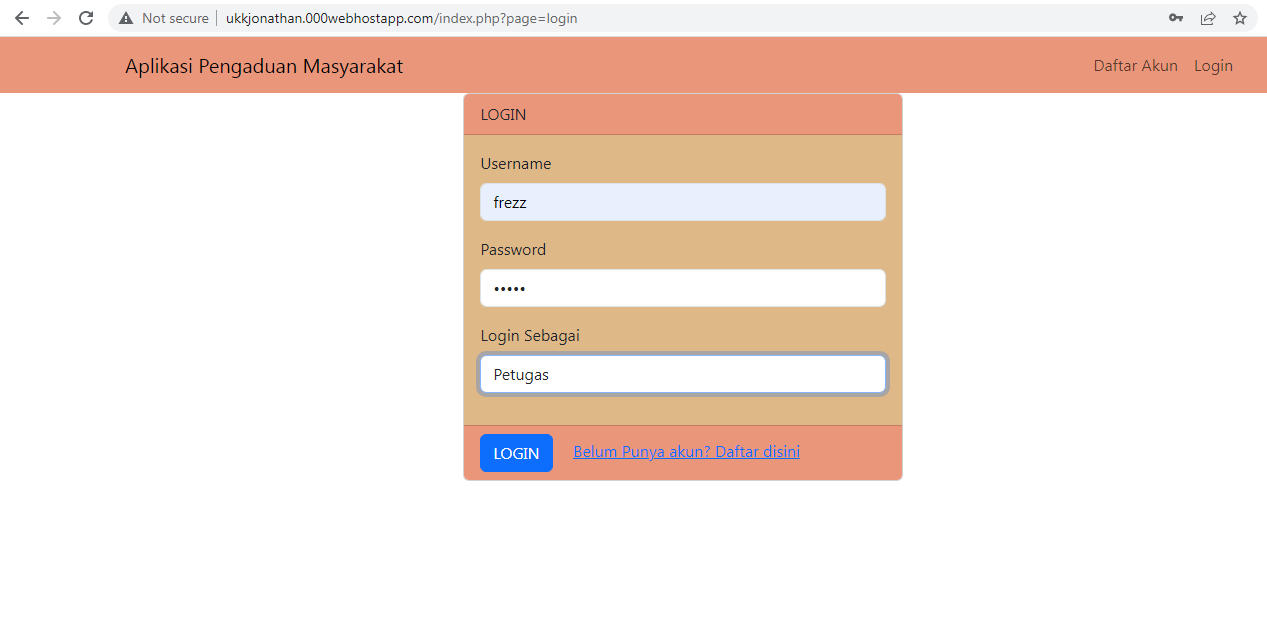 Not secure ukkjonathan.000webhostapp.com/index.php?page=login
Aplikasi Pengaduan Masyarakat Daftar Akun Login
LOGIN
Username
frezz
Password
•••••
Login Sebagai
Petugas
LOGIN Belum Punya akun? Daftar disini